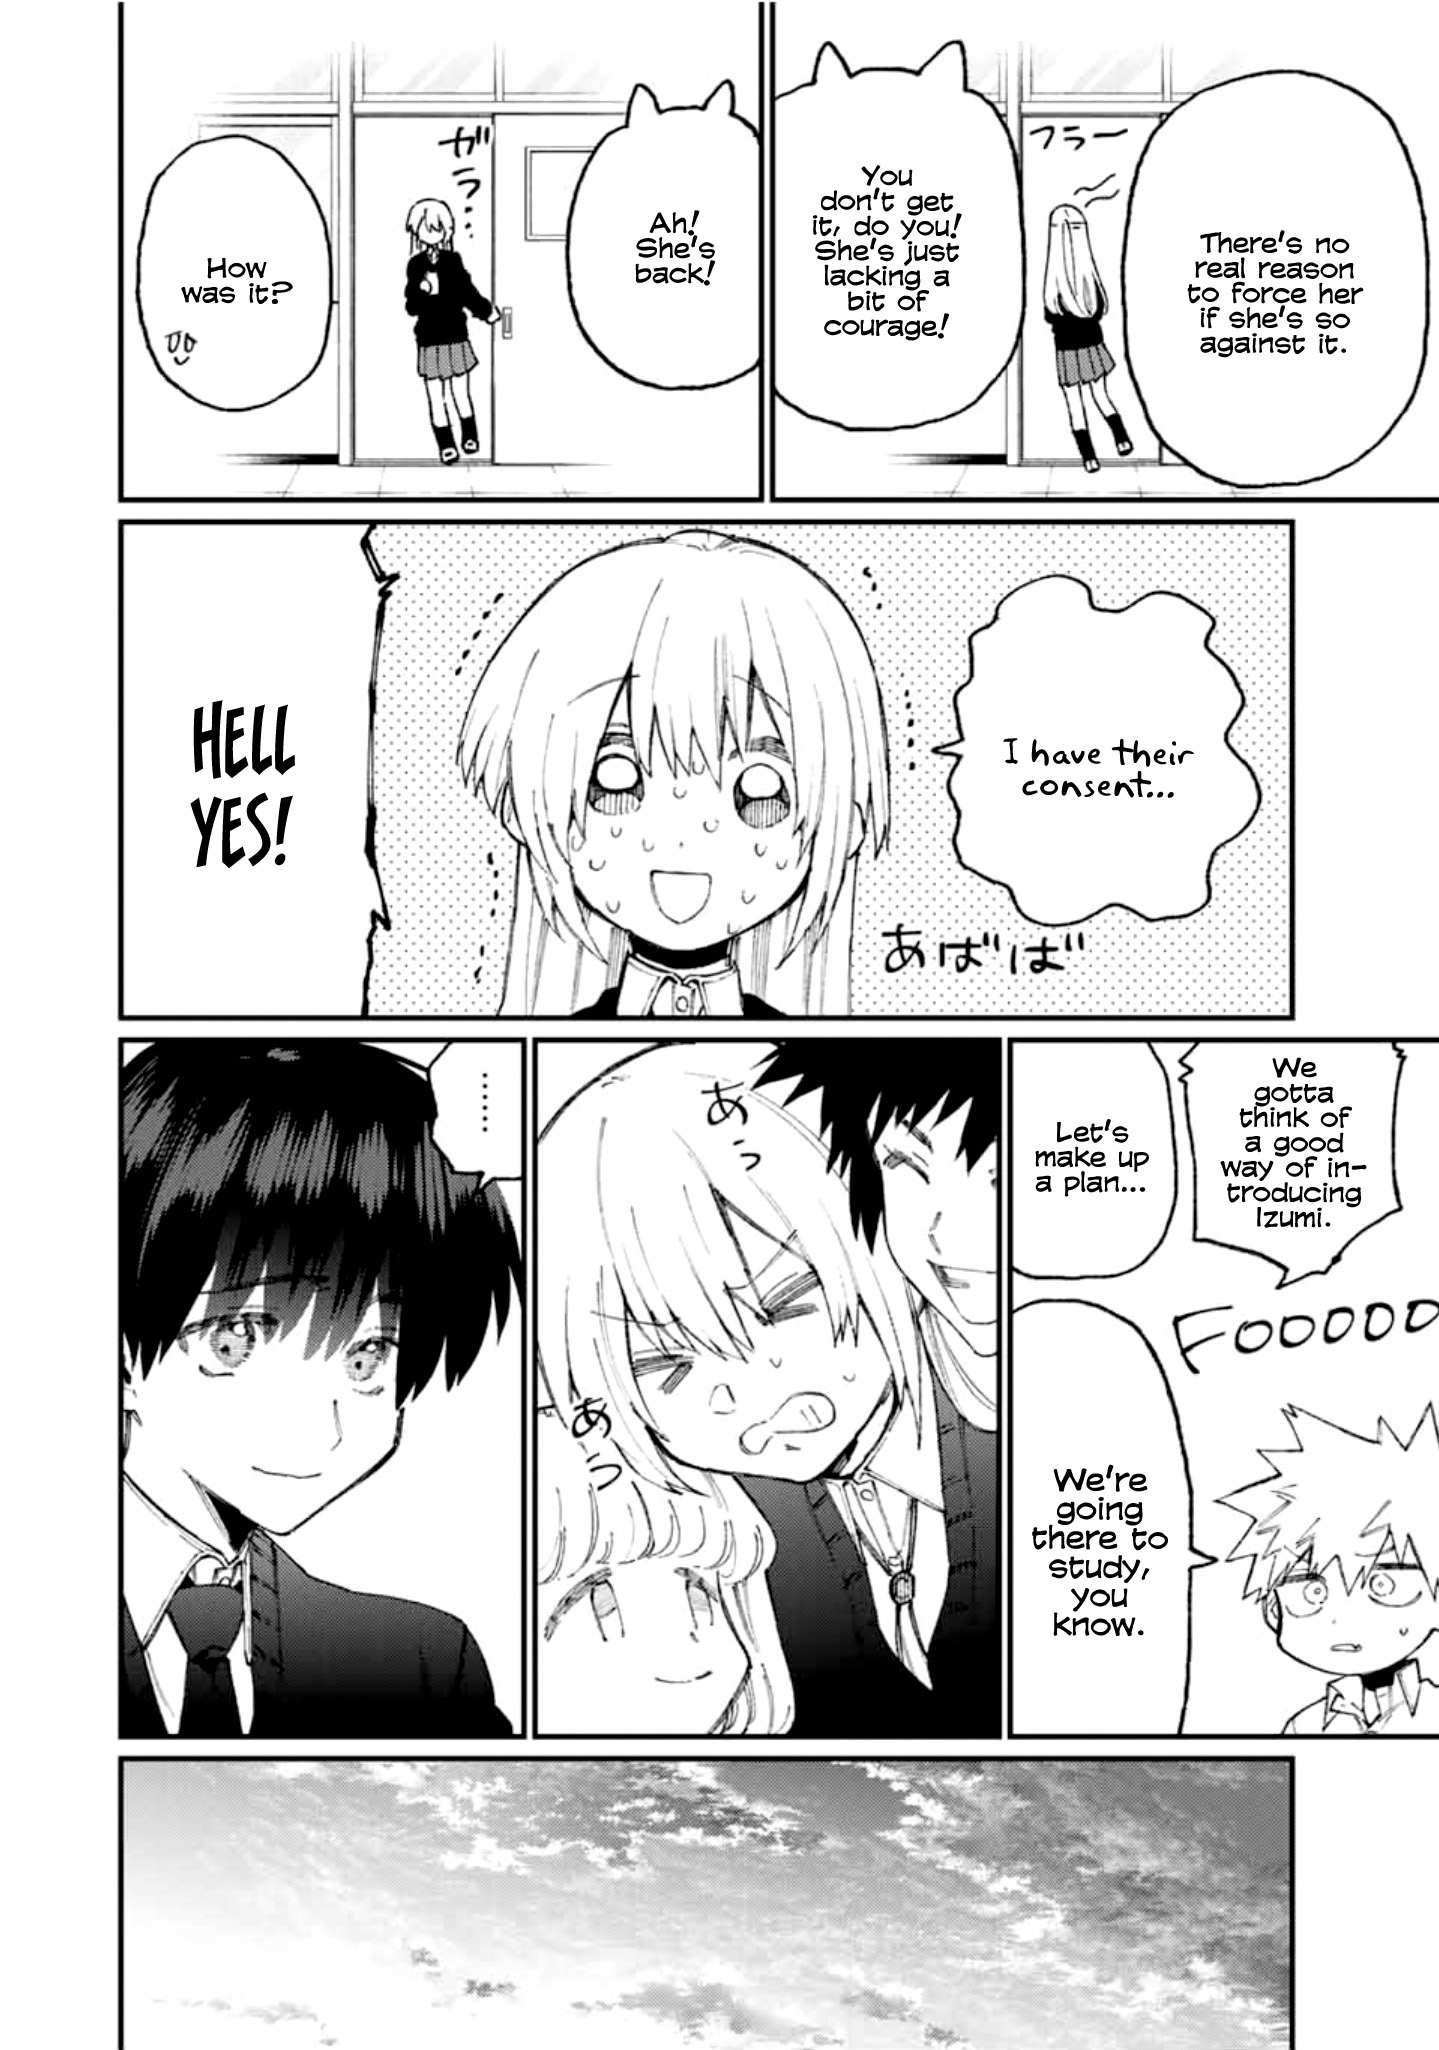 There's no
real reason
to force her
if she's so
against it.
フラー
You
don't get
it, do you!
She's just
lacking a
bit of
courage!
Ah!
She's
back!
ガラ・・・
How
was it?
I have their
consent...
あばば
HELL
YES!
We
gotta
think of
a good
way of in-
troducing
Izumi.
Let's
make up
a plan...
FOOOOO
We're
going
there to
study,
you
know.
あぅ
あぅ
......